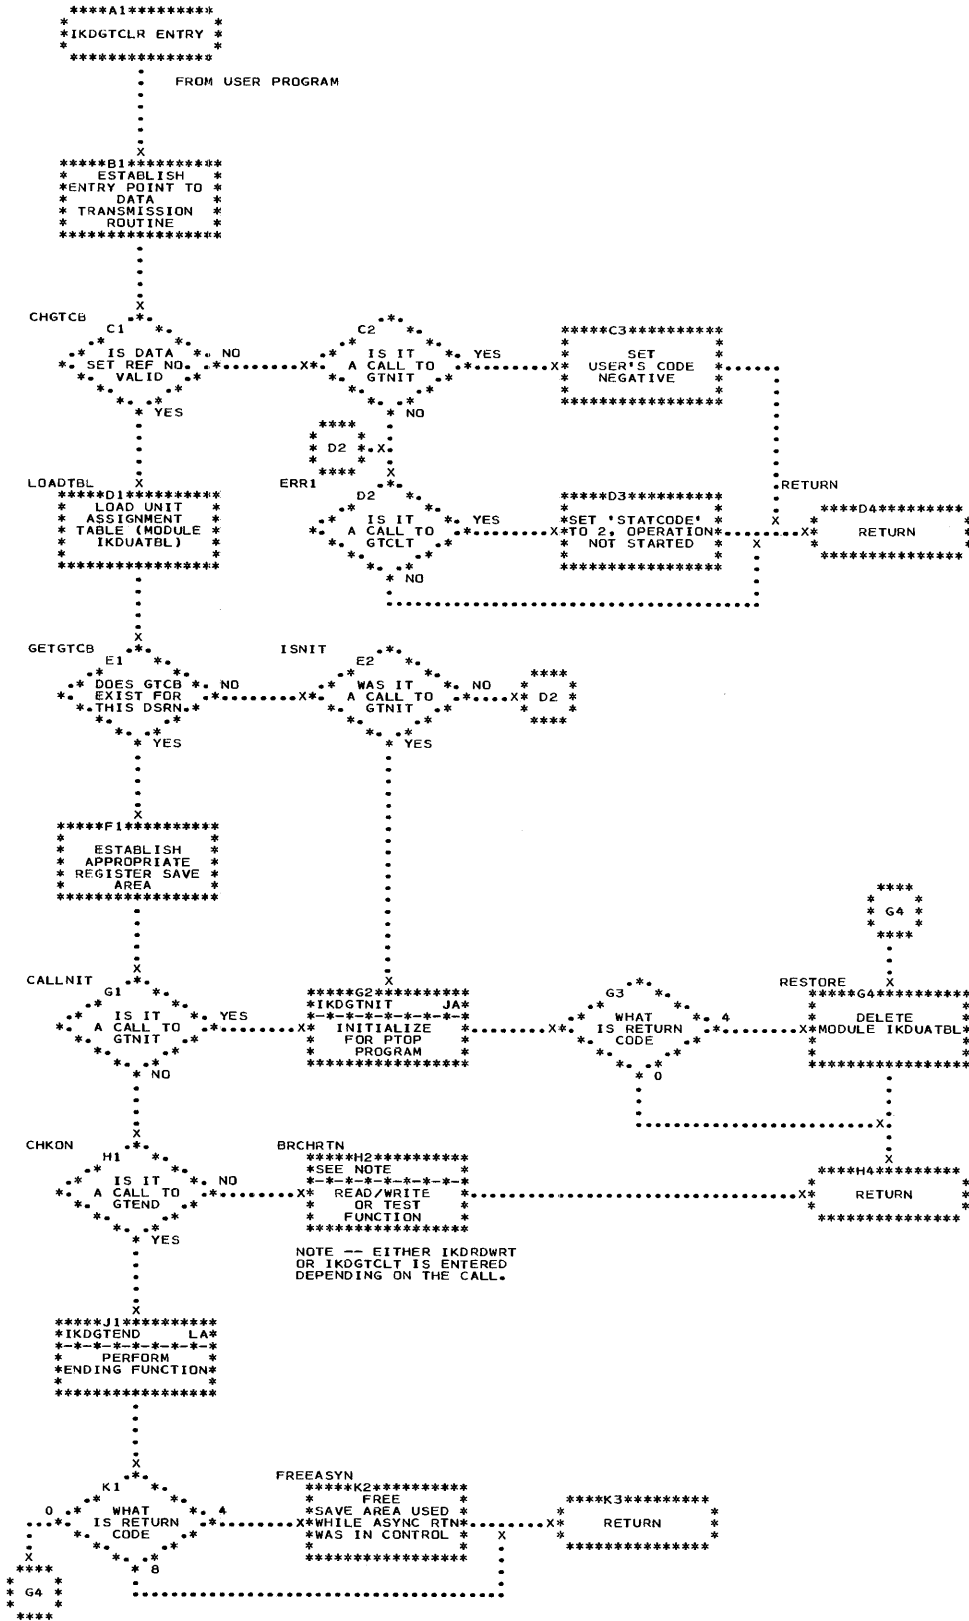 A1
IKDGTCLR ENTRY
FROM USER PROGRAM
B1
ESTABLISH
ENTRY POINT TO
DATA
TRANSMISSION
ROUTINE
CHGTCB
C1
IS DATA
SET REF NO.
VALID
NO
YES
C2
IS IT
A CALL TO
GTNIT
YES
NO
C3
SET
USER'S CODE
NEGATIVE
D2
LOADTBL
D1
LOAD UNIT
ASSIGNMENT
TABLE (MODULE
IKDUATBL)
ERR1
D2
IS IT
A CALL TO
GTCLT
YES
NO
D3
SET 'STATCODE'
TO 2, OPERATION
NOT STARTED
RETURN
D4
RETURN
GETGTCB
E1
DOES GTCB
EXIST FOR
THIS DSRN
NO
YES
ISNIT
E2
WAS IT
A CALL TO
GTNIT
NO
YES
D2
F1
ESTABLISH
APPROPRIATE
REGISTER SAVE
AREA
G4
CALLNIT
G1
IS IT
A CALL TO
GTNIT
YES
NO
G2
IKDGTNIT JA
INITIALIZE
FOR PTOP
PROGRAM
G3
WHAT
IS RETURN
CODE
4
0
RESTORE
G4
DELETE
MODULE IKDUATBL
CHKON
H1
IS IT
A CALL TO
GTEND
NO
YES
BRCHRTN
H2
SEE NOTE
READ/WRITE
OR TEST
FUNCTION
H4
RETURN
NOTE -- EITHER IKDRDWRT
OR IKDGTCLT IS ENTERED
DEPENDING ON THE CALL.
J1
IKDGTEND LA
PERFORM
ENDING FUNCTION
K1
0
WHAT
IS RETURN
CODE
4
8
FREEASYN
K2
FREE
SAVE AREA USED
WHILE ASYNC RTN
WAS IN CONTROL
K3
RETURN
G4